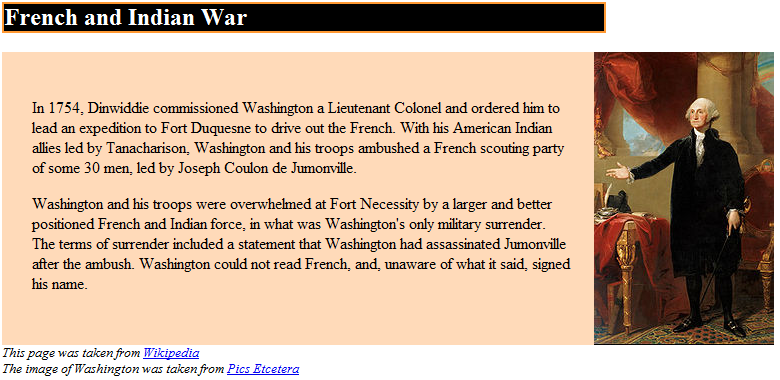 French and Indian War
In 1754, Dinwiddie commissioned Washington a Lieutenant Colonel and ordered him to
lead an expedition to Fort Duquesne to drive out the French. With his American Indian
allies led by Tanacharison, Washington and his troops ambushed a French scouting party
of some 30 men, led by Joseph Coulon de Jumonville.
Washington and his troops were overwhelmed at Fort Necessity by a larger and better
positioned French and Indian force, in what was Washington's only military surrender.
The terms of surrender included a statement that Washington had assassinated Jumonville
after the ambush. Washington could not read French, and, unaware of what it said, signed
his name.
This page was taken from Wikipedia
The image of Washington was taken from Pics Etcetera